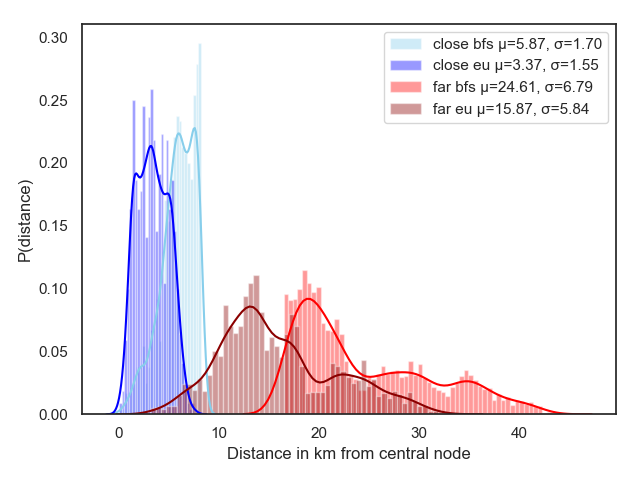 close bfs μ=5.87, σ=1.70
close eu μ=3.37, σ=1.55
far bfs μ=24.61, σ=6.79
far eu μ=15.87, σ=5.84
P(distance)
0.30
0.25
0.20
0.15
0.10
0.05
0.00
0 10 20 30 40
Distance in km from central node